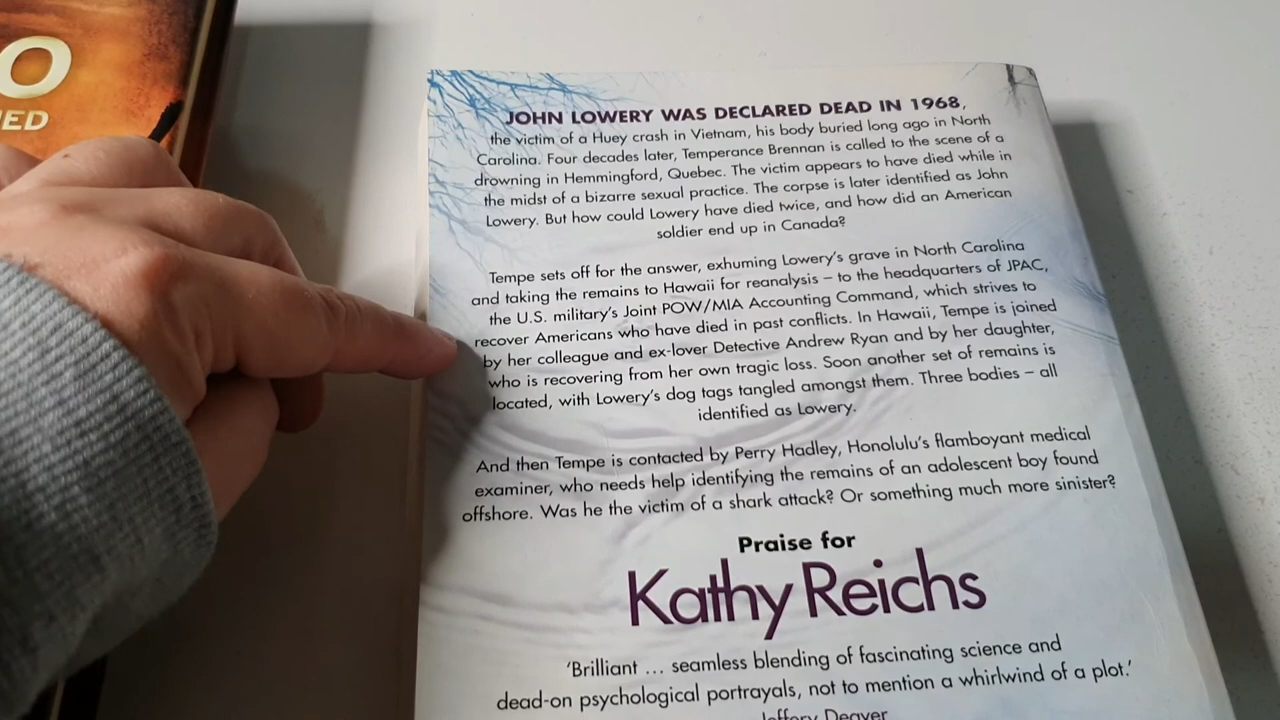 O
IED
JOHN LOWERY WAS DECLARED DEAD IN 1968,
the victim of a Huey crash in Vietnam, his body buried long ago in North
Carolina. Four decades later, Temperance Brennan is called to the scene of a
drowning in Hemmingford, Quebec. The victim appears to have died while in
the midst of a bizarre sexual practice. The corpse is later identified as John
Lowery. But how could Lowery have died twice, and how did an American
soldier end up in Canada?
Tempe sets off for the answer, exhuming Lowery's grave in North Carolina
and taking the remains to Hawaii for reanalysis – to the headquarters of JPAC,
the U.S. military's Joint POW/MIA Accounting Command, which strives to
recover Americans who have died in past conflicts. In Hawaii, Tempe is joined
by her colleague and ex-lover Detective Andrew Ryan and by her daughter,
who is recovering from her own tragic loss. Soon another set of remains is
located, with Lowery's dog tags tangled amongst them. Three bodies – all
identified as Lowery.
And then Tempe is contacted by Perry Hadley, Honolulu's flamboyant medical
examiner, who needs help identifying the remains of an adolescent boy found
offshore. Was he the victim of a shark attack? Or something much more sinister?
Praise for
Kathy Reichs
'Brilliant ... seamless blending of fascinating science and
dead-on psychological portrayals, not to mention a whirlwind of a plot.'
Jeffery Deaver